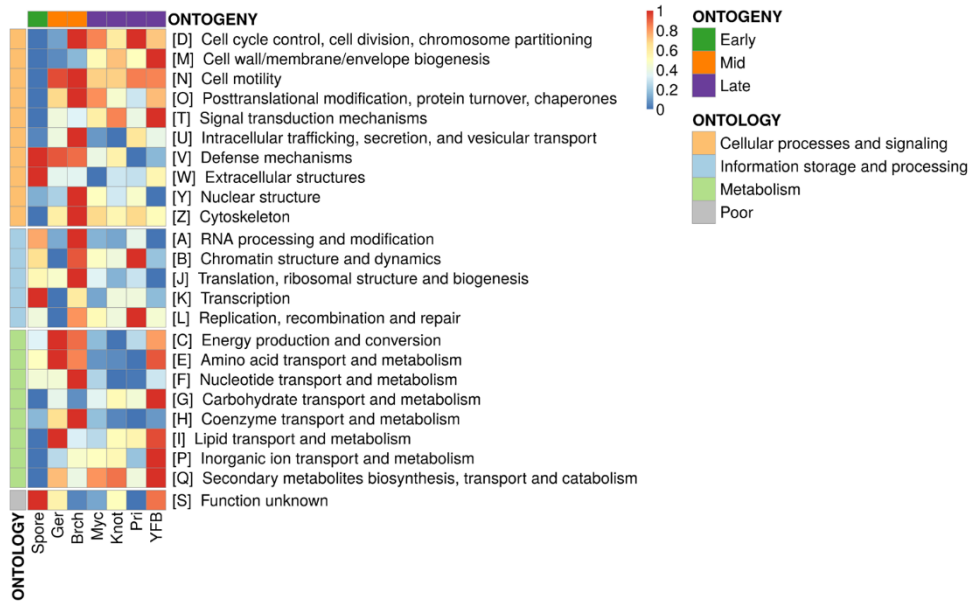 ONTOGENY
[D] Cell cycle control, cell division, chromosome partitioning
[M] Cell wall/membrane/envelope biogenesis
[N] Cell motility
[O] Posttranslational modification, protein turnover, chaperones
[T] Signal transduction mechanisms
[U] Intracellular trafficking, secretion, and vesicular transport
[V] Defense mechanisms
[W] Extracellular structures
[Y] Nuclear structure
[Z] Cytoskeleton
[A] RNA processing and modification
[B] Chromatin structure and dynamics
[J] Translation, ribosomal structure and biogenesis
[K] Transcription
[L] Replication, recombination and repair
[C] Energy production and conversion
[E] Amino acid transport and metabolism
[F] Nucleotide transport and metabolism
[G] Carbohydrate transport and metabolism
[H] Coenzyme transport and metabolism
[I] Lipid transport and metabolism
[P] Inorganic ion transport and metabolism
[Q] Secondary metabolites biosynthesis, transport and catabolism
[S] Function unknown
ONTOLOGY
Spore
Ger
Brch
Myc
Knot
Pri
YFB
1
0.8
0.6
0.4
0.2
0
ONTOGENY
Early
Mid
Late
ONTOLOGY
Cellular processes and signaling
Information storage and processing
Metabolism
Poor